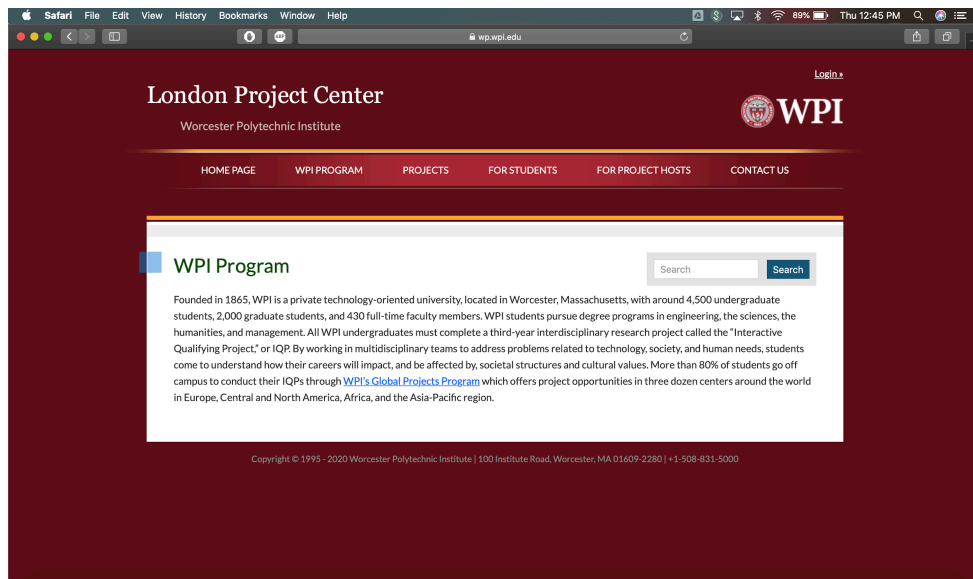 Safari File Edit View History Bookmarks Window Help 89% Thu 12:45 PM
wp.wpi.edu
Login »
London Project Center
WPI
Worcester Polytechnic Institute
HOME PAGE WPI PROGRAM PROJECTS FOR STUDENTS FOR PROJECT HOSTS CONTACT US
WPI Program
Search Search
Founded in 1865, WPI is a private technology-oriented university, located in Worcester, Massachusetts, with around 4,500 undergraduate
students, 2,000 graduate students, and 430 full-time faculty members. WPI students pursue degree programs in engineering, the sciences, the
humanities, and management. All WPI undergraduates must complete a third-year interdisciplinary research project called the "Interactive
Qualifying Project," or IQP. By working in multidisciplinary teams to address problems related to technology, society, and human needs, students
come to understand how their careers will impact, and be affected by, societal structures and cultural values. More than 80% of students go off
campus to conduct their IQPs through WPI's Global Projects Program which offers project opportunities in three dozen centers around the world
in Europe, Central and North America, Africa, and the Asia-Pacific region.
Copyright © 1995 - 2020 Worcester Polytechnic Institute | 100 Institute Road, Worcester, MA 01609-2280 | +1-508-831-5000